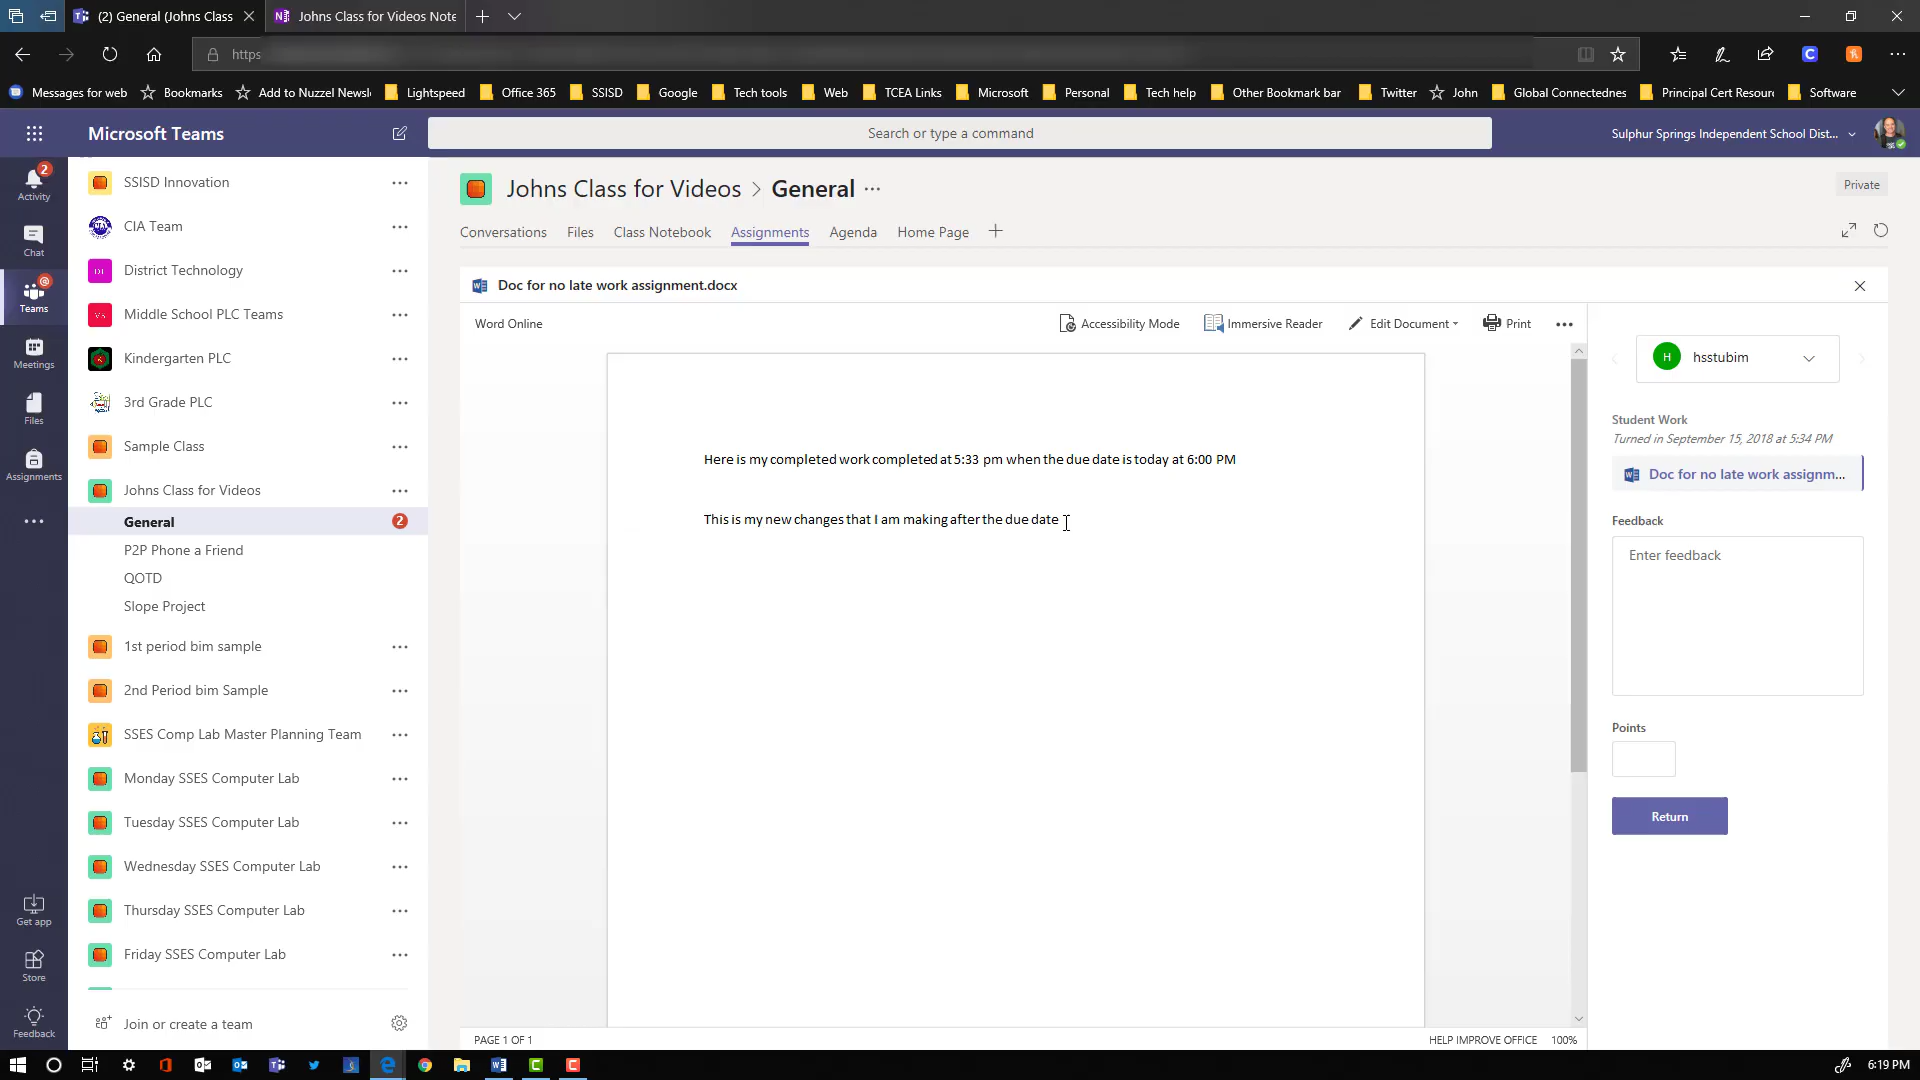 (2) General (Johns Class
Johns Class for Videos Note
https
Messages for web
Bookmarks
Add to Nuzzel Newsl
Lightspeed
Office 365
SSISD
Google
Tech tools
Web
TCEA Links
Microsoft
Personal
Tech help
Other Bookmark bar
Twitter
John
Global Connectednes
Principal Cert Resourc
Software
Microsoft Teams
Search or type a command
Sulphur Springs Independent School Dist...
2
Activity
Chat
Teams
Meetings
Files
Assignments
Get app
Store
Feedback
SSISD Innovation
CIA Team
District Technology
Middle School PLC Teams
Kindergarten PLC
3rd Grade PLC
Sample Class
Johns Class for Videos
General
2
P2P Phone a Friend
QOTD
Slope Project
1st period bim sample
2nd Period bim Sample
SSES Comp Lab Master Planning Team
Monday SSES Computer Lab
Tuesday SSES Computer Lab
Wednesday SSES Computer Lab
Thursday SSES Computer Lab
Friday SSES Computer Lab
Join or create a team
Johns Class for Videos > General ···
Private
Conversations
Files
Class Notebook
Assignments
Agenda
Home Page
Doc for no late work assignment.docx
Word Online
Accessibility Mode
Immersive Reader
Edit Document
Print
Here is my completed work completed at 5:33 pm when the due date is today at 6:00 PM
This is my new changes that I am making after the due date
PAGE 1 OF 1
HELP IMPROVE OFFICE
100%
H
hsstubim
Student Work
Turned in September 15, 2018 at 5:34 PM
Doc for no late work assignm...
Feedback
Enter feedback
Points
Return
6:19 PM